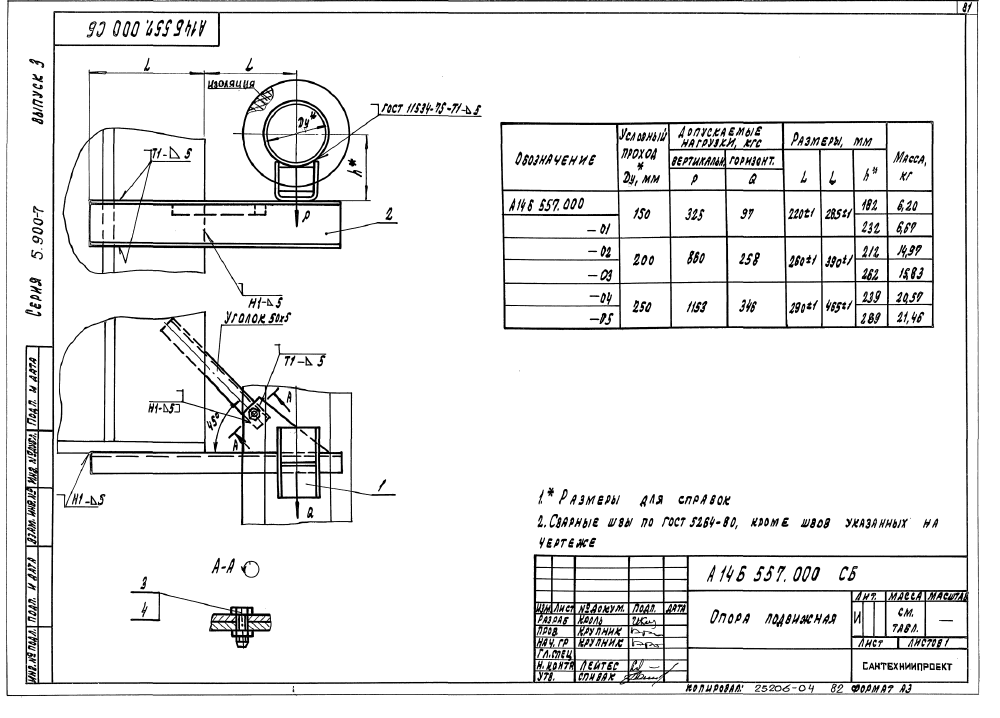 81
А14Б 557.000 СБ
Серия 5.900-7 выпуск 3
L
L
изоляция
Dy*
ГОСТ 11534-75-Т1-⊿5
h*
Т1-⊿5
P
2
Н1-⊿5
Уголок 50х5
Т1-⊿5
Н1-⊿5
45°
А
А
Н1-⊿5
1
Q
А-А
3
4
Обозначение
Условный проход * Dy, мм
Допускаемые нагрузки, кгс
Размеры, мм
Масса, кг
вертикальн. P
горизонт. Q
L
L
h*
А14Б 557.000 150 325 97 220±1 285±1 182 6,20
—01 232 6,67
—02 200 860 258 260±1 390±1 212 14,97
—03 262 15,83
—04 250 1153 346 290±1 465±1 239 20,57
—05 289 21,46
1.* Размеры для справок
2. Сварные швы по ГОСТ 5264-80, кроме швов указанных на
чертеже
А14Б 557.000 СБ
Опора подвижная
Лит. Масса Масштаб
И см. табл. —
Лист Листов 1
Сантехниипроект
Изм. Лист № докум. Подп. Дата
Разраб Кроль
Пров Крупник
Нач. гр Крупник
Гл. спец
Н. контр Лейтес
Утв. Спивак
Инв. № подл. Подп. и дата Взам. инв. № Инв. № дубл. Подп. и дата
Копировал: 25206-04 82 Формат А3